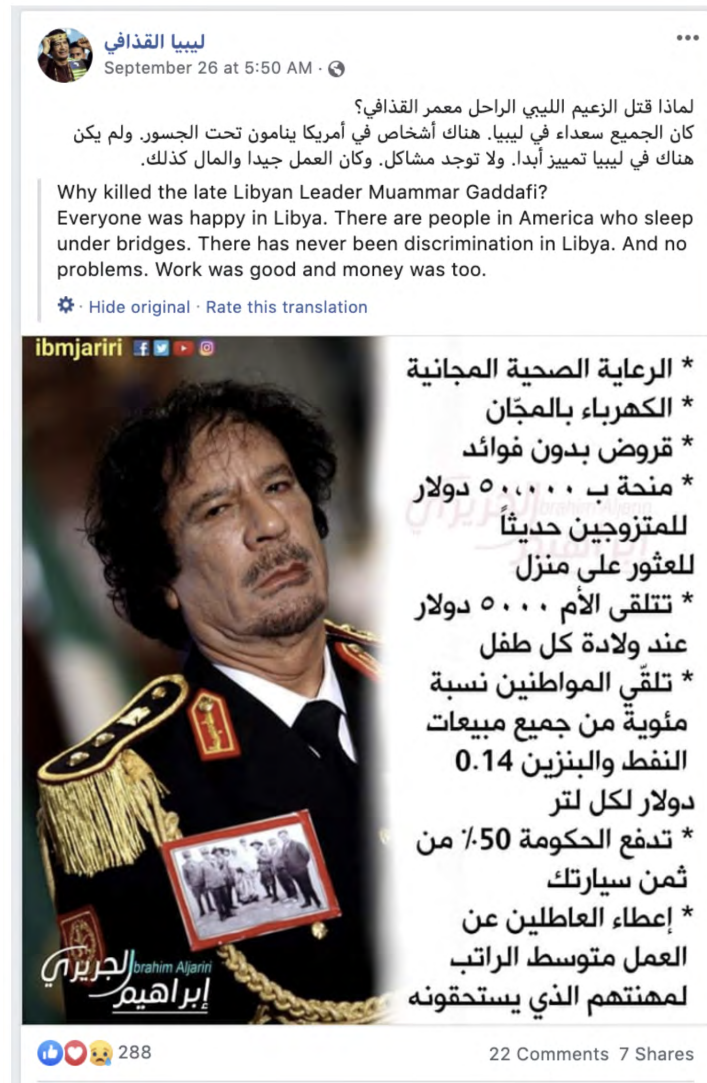 ليبيا القذافي
September 26 at 5:50 AM ·
لماذا قتل الزعيم الليبي الراحل معمر القذافي؟
كان الجميع سعداء في ليبيا. هناك أشخاص في أمريكا ينامون تحت الجسور. ولم يكن
هناك في ليبيا تمييز أبدا. ولا توجد مشاكل. وكان العمل جيدا والمال كذلك.
Why killed the late Libyan Leader Muammar Gaddafi?
Everyone was happy in Libya. There are people in America who sleep
under bridges. There has never been discrimination in Libya. And no
problems. Work was good and money was too.
· Hide original · Rate this translation
ibmjariri
* الرعاية الصحية المجانية
* الكهرباء بالمجّان
* قروض بدون فوائد
* منحة ب ٥٠،٠٠٠ دولار
للمتزوجين حديثاً
للعثور على منزل
* تتلقى الأم ٥٠٠٠ دولار
عند ولادة كل طفل
* تلقّي المواطنين نسبة
مئوية من جميع مبيعات
النفط والبنزين 0.14
دولار لكل لتر
* تدفع الحكومة 50٪ من
ثمن سيارتك
* إعطاء العاطلين عن
العمل متوسط الراتب
لمهنتهم الذي يستحقونه
الجريري
Ibrahim Aljariri
إبراهيم
الجريري
Ibrahim Aljariri
إبراهيم
288
22 Comments 7 Shares